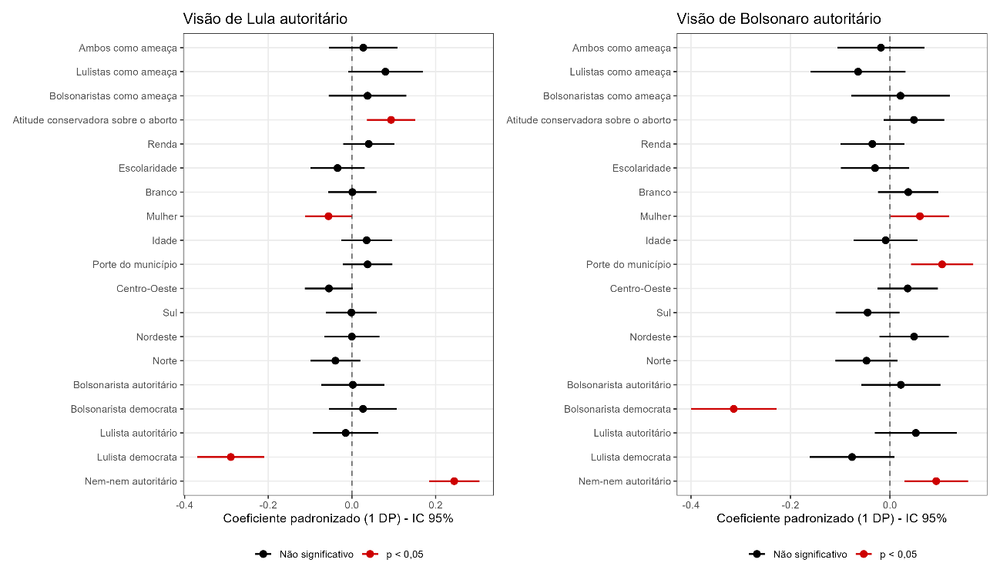 Visão de Lula autoritário
Ambos como ameaça
Lulistas como ameaça
Bolsonaristas como ameaça
Atitude conservadora sobre o aborto
Renda
Escolaridade
Branco
Mulher
Idade
Porte do município
Centro-Oeste
Sul
Nordeste
Norte
Bolsonarista autoritário
Bolsonarista democrata
Lulista autoritário
Lulista democrata
Nem-nem autoritário
-0.4 -0.2 0.0 0.2
Coeficiente padronizado (1 DP) - IC 95%
Não significativo p < 0,05
Visão de Bolsonaro autoritário
Ambos como ameaça
Lulistas como ameaça
Bolsonaristas como ameaça
Atitude conservadora sobre o aborto
Renda
Escolaridade
Branco
Mulher
Idade
Porte do município
Centro-Oeste
Sul
Nordeste
Norte
Bolsonarista autoritário
Bolsonarista democrata
Lulista autoritário
Lulista democrata
Nem-nem autoritário
-0.4 -0.2 0.0
Coeficiente padronizado (1 DP) - IC 95%
Não significativo p < 0,05